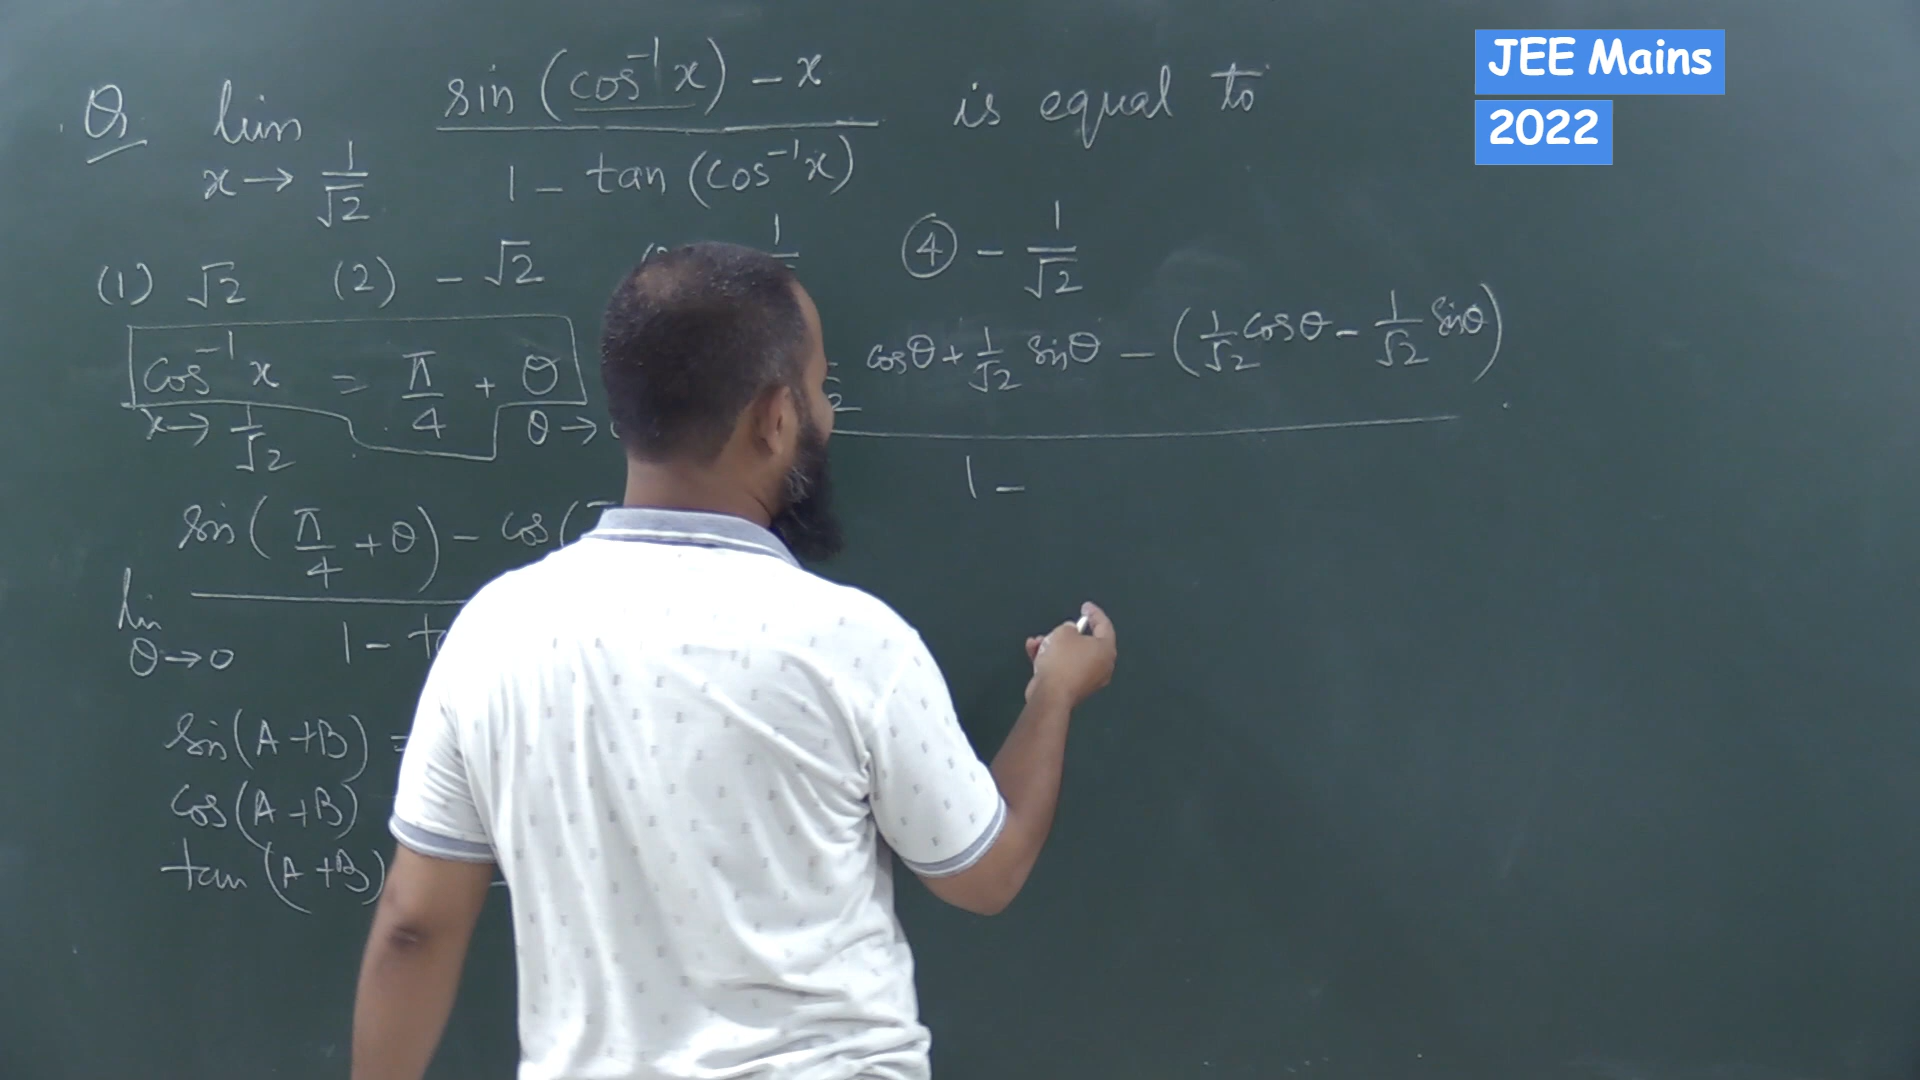 JEE Mains
2022
Q lim x→1/√2 (sin (cos⁻¹x) – x)/(1 – tan (cos⁻¹x)) is equal to
(1) √2 (2) – √2 1 ④ – 1/√2
cos⁻¹x = π/4 + θ
x→ 1/√2 θ→
cosθ + 1/√2 sinθ – (1/√2 cosθ – 1/√2 sinθ)
1 –
sin( π/4 +θ) – cos(
lim θ→0 1 –
sin(A+B) =
cos(A+B)
tan(A+B)